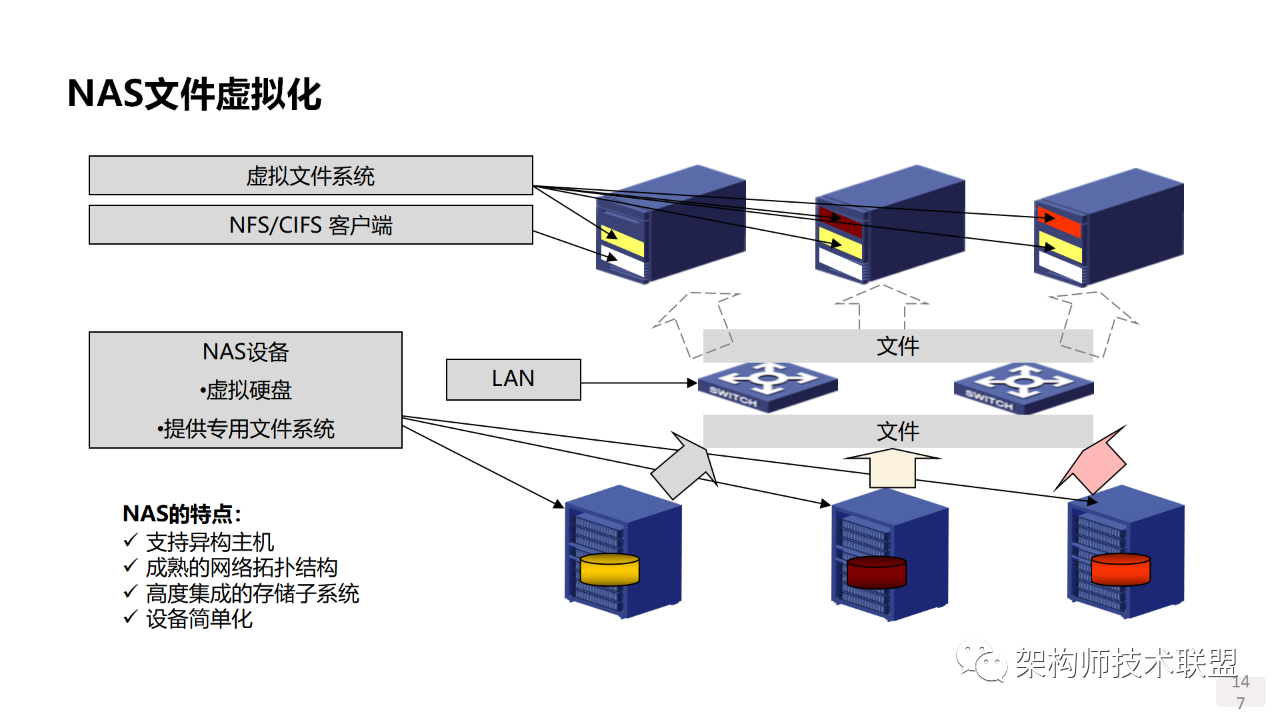 NAS文件虚拟化
虚拟文件系统
NFS/CIFS 客户端
NAS设备
•虚拟硬盘
•提供专用文件系统
LAN
文件
SWITCH
SWITCH
文件
NAS的特点：
✓ 支持异构主机
✓ 成熟的网络拓扑结构
✓ 高度集成的存储子系统
✓ 设备简单化
架构师技术联盟
14
7